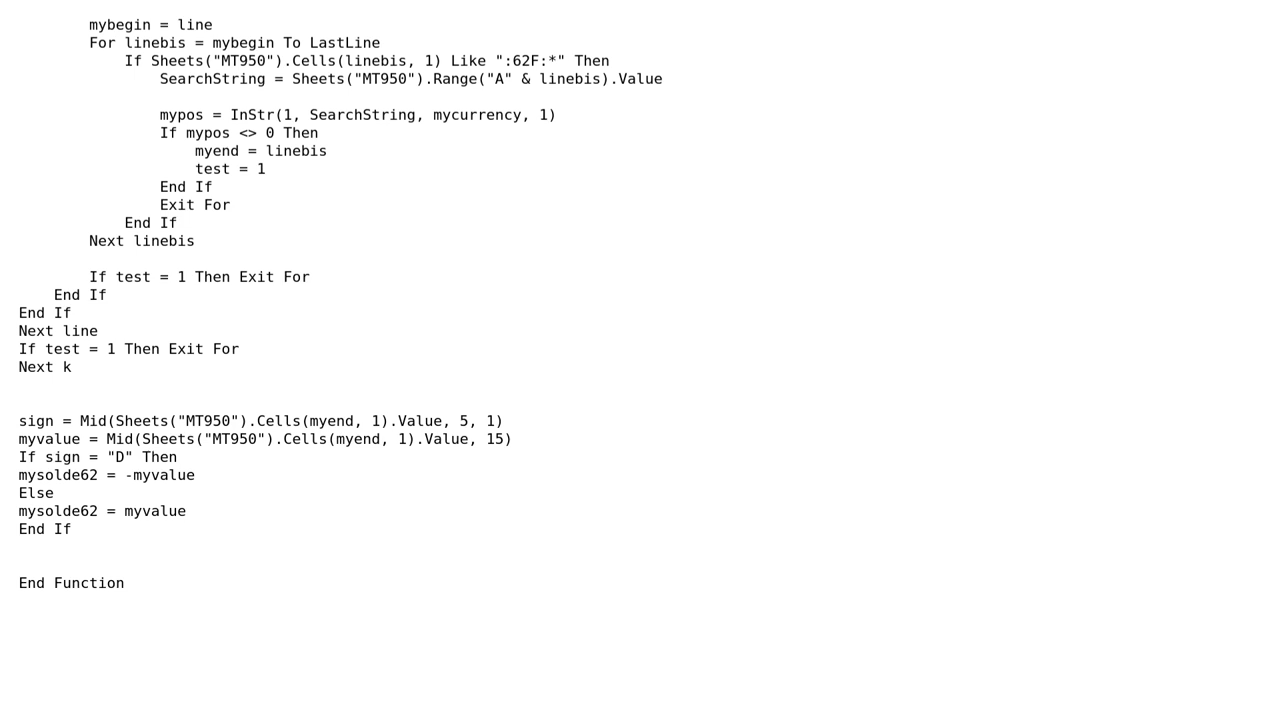 mybegin = line
        For linebis = mybegin To LastLine
            If Sheets("MT950").Cells(linebis, 1) Like ":62F:*" Then
                SearchString = Sheets("MT950").Range("A" & linebis).Value

                mypos = InStr(1, SearchString, mycurrency, 1)
                If mypos <> 0 Then
                    myend = linebis
                    test = 1
                End If
                Exit For
            End If
        Next linebis

        If test = 1 Then Exit For
    End If
End If
Next line
If test = 1 Then Exit For
Next k


sign = Mid(Sheets("MT950").Cells(myend, 1).Value, 5, 1)
myvalue = Mid(Sheets("MT950").Cells(myend, 1).Value, 15)
If sign = "D" Then
mysolde62 = -myvalue
Else
mysolde62 = myvalue
End If


End Function